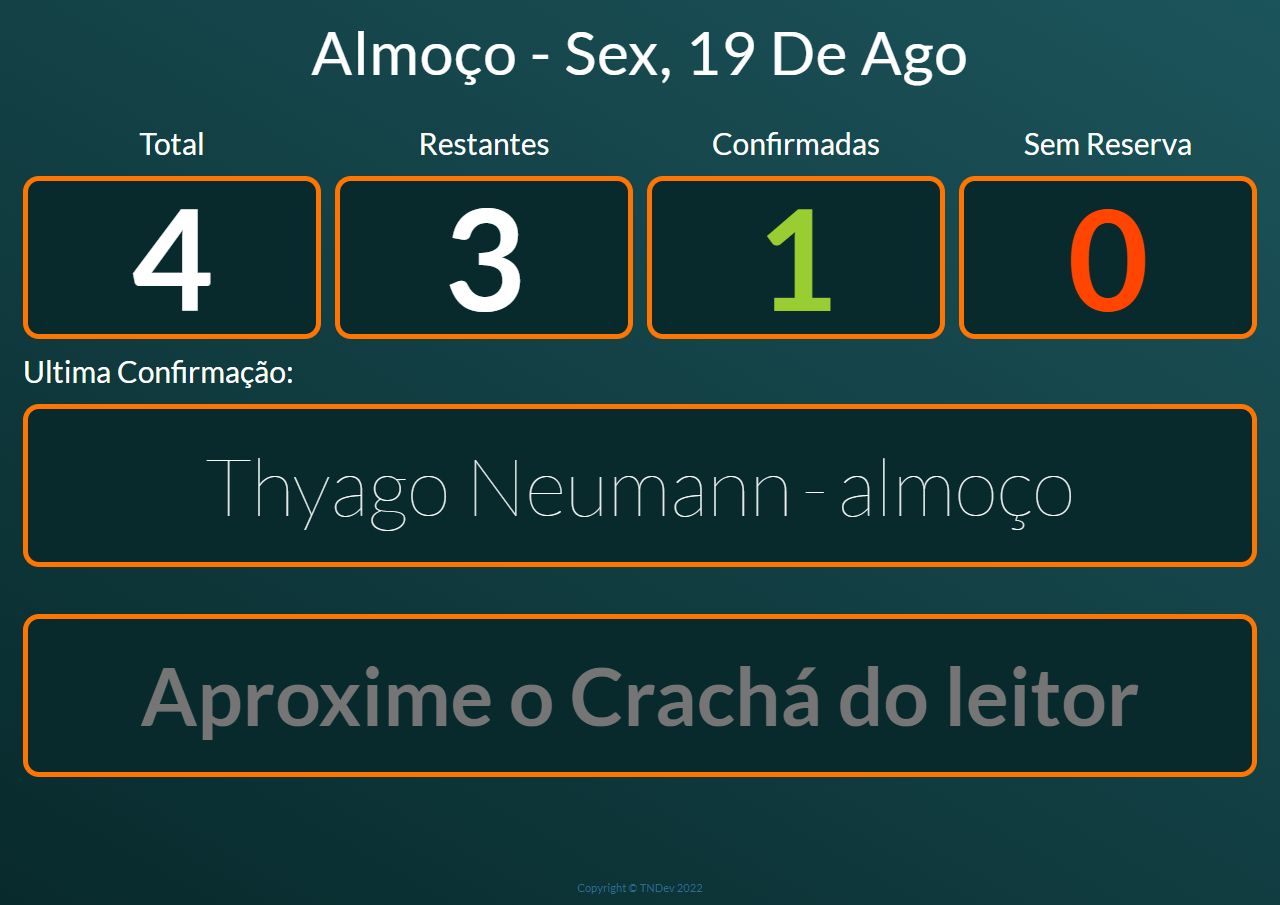 Almoço - Sex, 19 De Ago
Total Restantes Confirmadas Sem Reserva
4 3 1 0
Ultima Confirmação:
Thyago Neumann - almoço
Aproxime o Crachá do leitor
Copyright © TNDev 2022